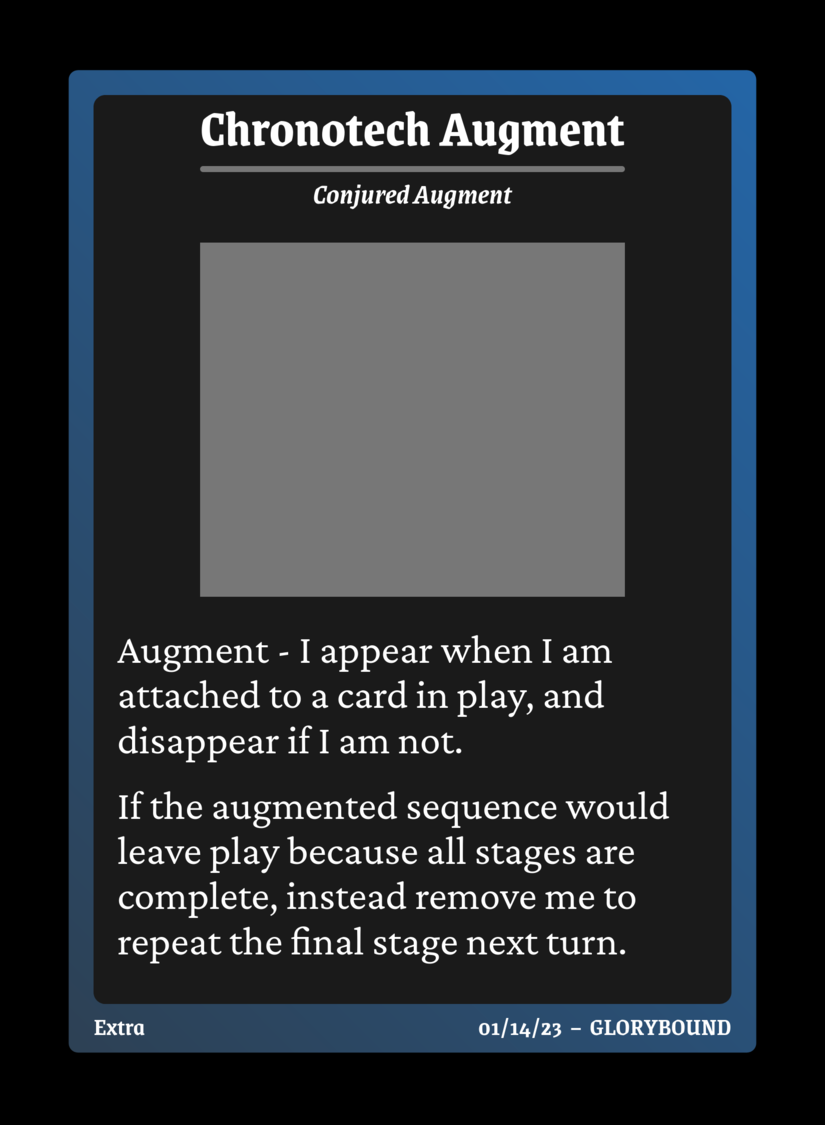 Chronotech Augment
Conjured Augment
Augment - I appear when I am
attached to a card in play, and
disappear if I am not.
If the augmented sequence would
leave play because all stages are
complete, instead remove me to
repeat the final stage next turn.
Extra
01/14/23 – GLORYBOUND